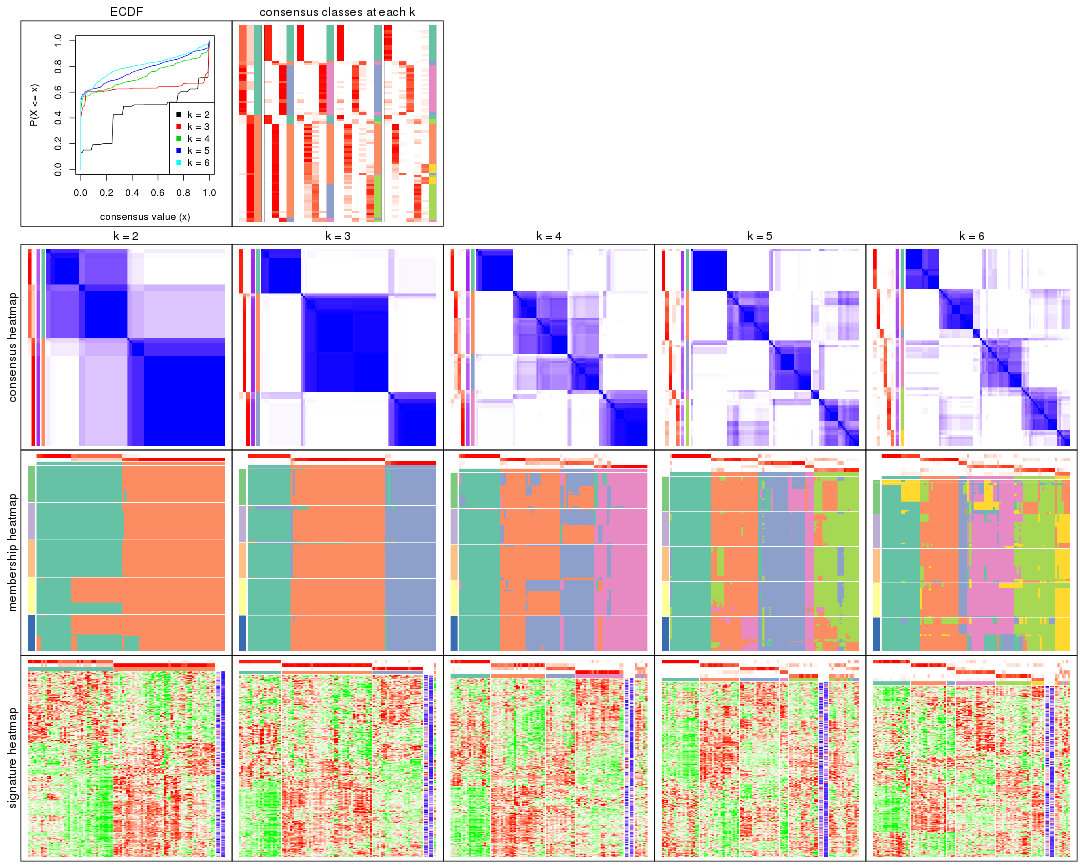 ECDF
consensus classes at each k
P(X <= x)
0.0
0.2
0.4
0.6
0.8
1.0
k = 2
k = 3
k = 4
k = 5
k = 6
0.0 0.2 0.4 0.6 0.8 1.0
consensus value (x)
k = 2
k = 3
k = 4
k = 5
k = 6
consensus heatmap
membership heatmap
signature heatmap